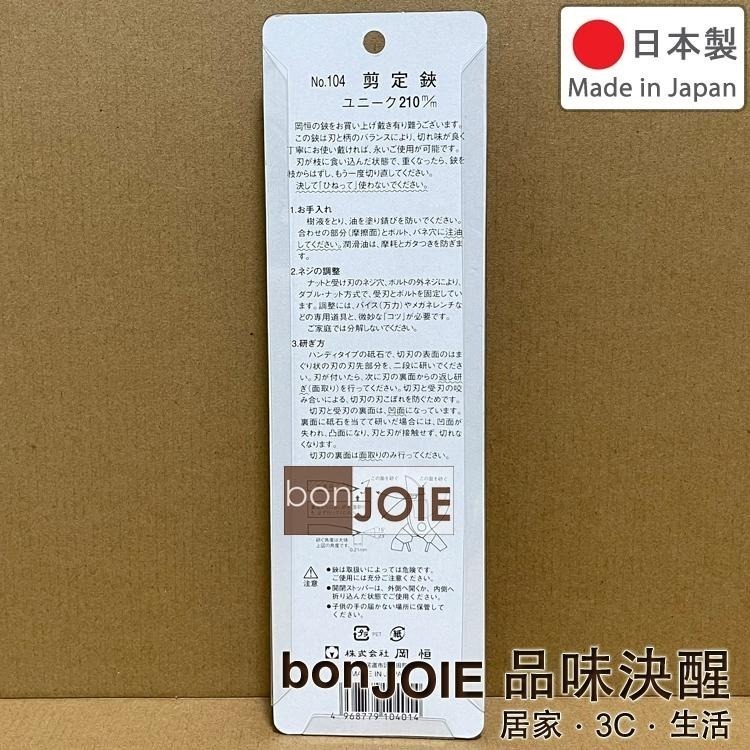 日本製
Made in Japan
No.104 剪定鋏
ユニーク210m/m
岡恒の鋏をお買い上げ戴き有り難うございます。
この鋏は刃と柄のバランスにより、切れ味が良く
丁寧にお使い戴ければ、永いご使用が可能です。
刃が枝に食い込んだ状態で、重くなったら、鋏を
枝からはずし、もう一度切り直してください。
決して「ひねって」使わないでください。
1.お手入れ
樹液をとり、油を塗り錆びを防いでください。
合わせの部分(摩擦面)とボルト、バネ穴に注油
してください。潤滑油は、摩耗とガタつきを防ぎま
す。
2.ネジの調整
ナットと受け刃のネジ穴、ボルトの外ネジにより、
ダブル・ナット方式で、受刃とボルトを固定してい
ます。調整には、バイス(万力)やメガネレンチな
どの専用道具と、微妙な「コツ」が必要です。
ご家庭では分解しないでください。
3.研ぎ方
ハンディタイプの砥石で、切刃の表面のはま
ぐり状の刃の刃先部分を、二段に研いでくださ
い。刃が付いたら、次に刃の裏面からの返し研
ぎ(面取り)を行ってください。切刃と受刃の咬
み合いによる、切刃の刃こぼれを防ぐためです。
切刃と受刃の裏面は、凹面になっています。
裏面に砥石を当てて研いだ場合には、凹面が
失われ、凸面になり、刃と刃が接触せず、切れな
くなります。
切刃の裏面は面取りのみ行ってください。
この面を研ぐ
この面を研ぐ
bonJOIE
研ぐ角度は大体
上図の角度です。
0.21mm
注意
●鋏は取扱いによっては危険です。
ご使用には充分ご注意ください。
●開閉ストッパーは、外側へ開くか、内側へ
折り込んだ状態でご使用ください。
●子供の手の届かない場所に保管して
ください。
PET 紙
株式会社 岡恒
bonJOIE 品味決醒
居家・3C・生活
4 968779 104014